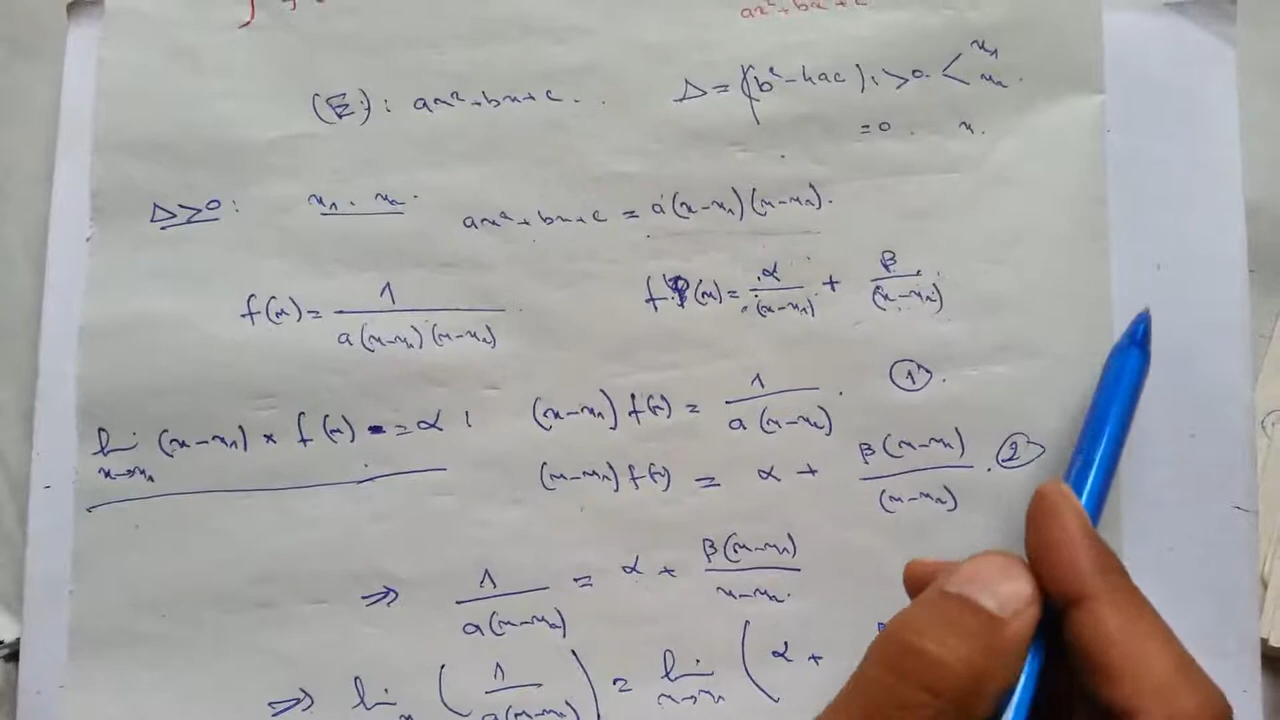 ax²+bx+c
(E): ax²+bx+c . . Δ = (b²-4ac), >0. < x₁ x₂ .
=0 . x.
Δ>0: x₁ . x₂. ax²+bx+c = a(x-x₁)(x-x₂).
f(x)= 1/(a(x-x₁)(x-x₂)) f(x)= α/(x-x₁) + β/(x-x₂)
lim x→x₁ (x-x₁) × f(x) = α ; (x-x₁) f(x) = 1/(a(x-x₂)) . ①.
(x-x₁) f(x) = α + β(x-x₁)/(x-x₂) . ②
⇒ 1/(a(x-x₂)) = α + β(x-x₁)/(x-x₂).
⇒ lim (1/(a(x-x₂))) = lim x→x₁ (α +